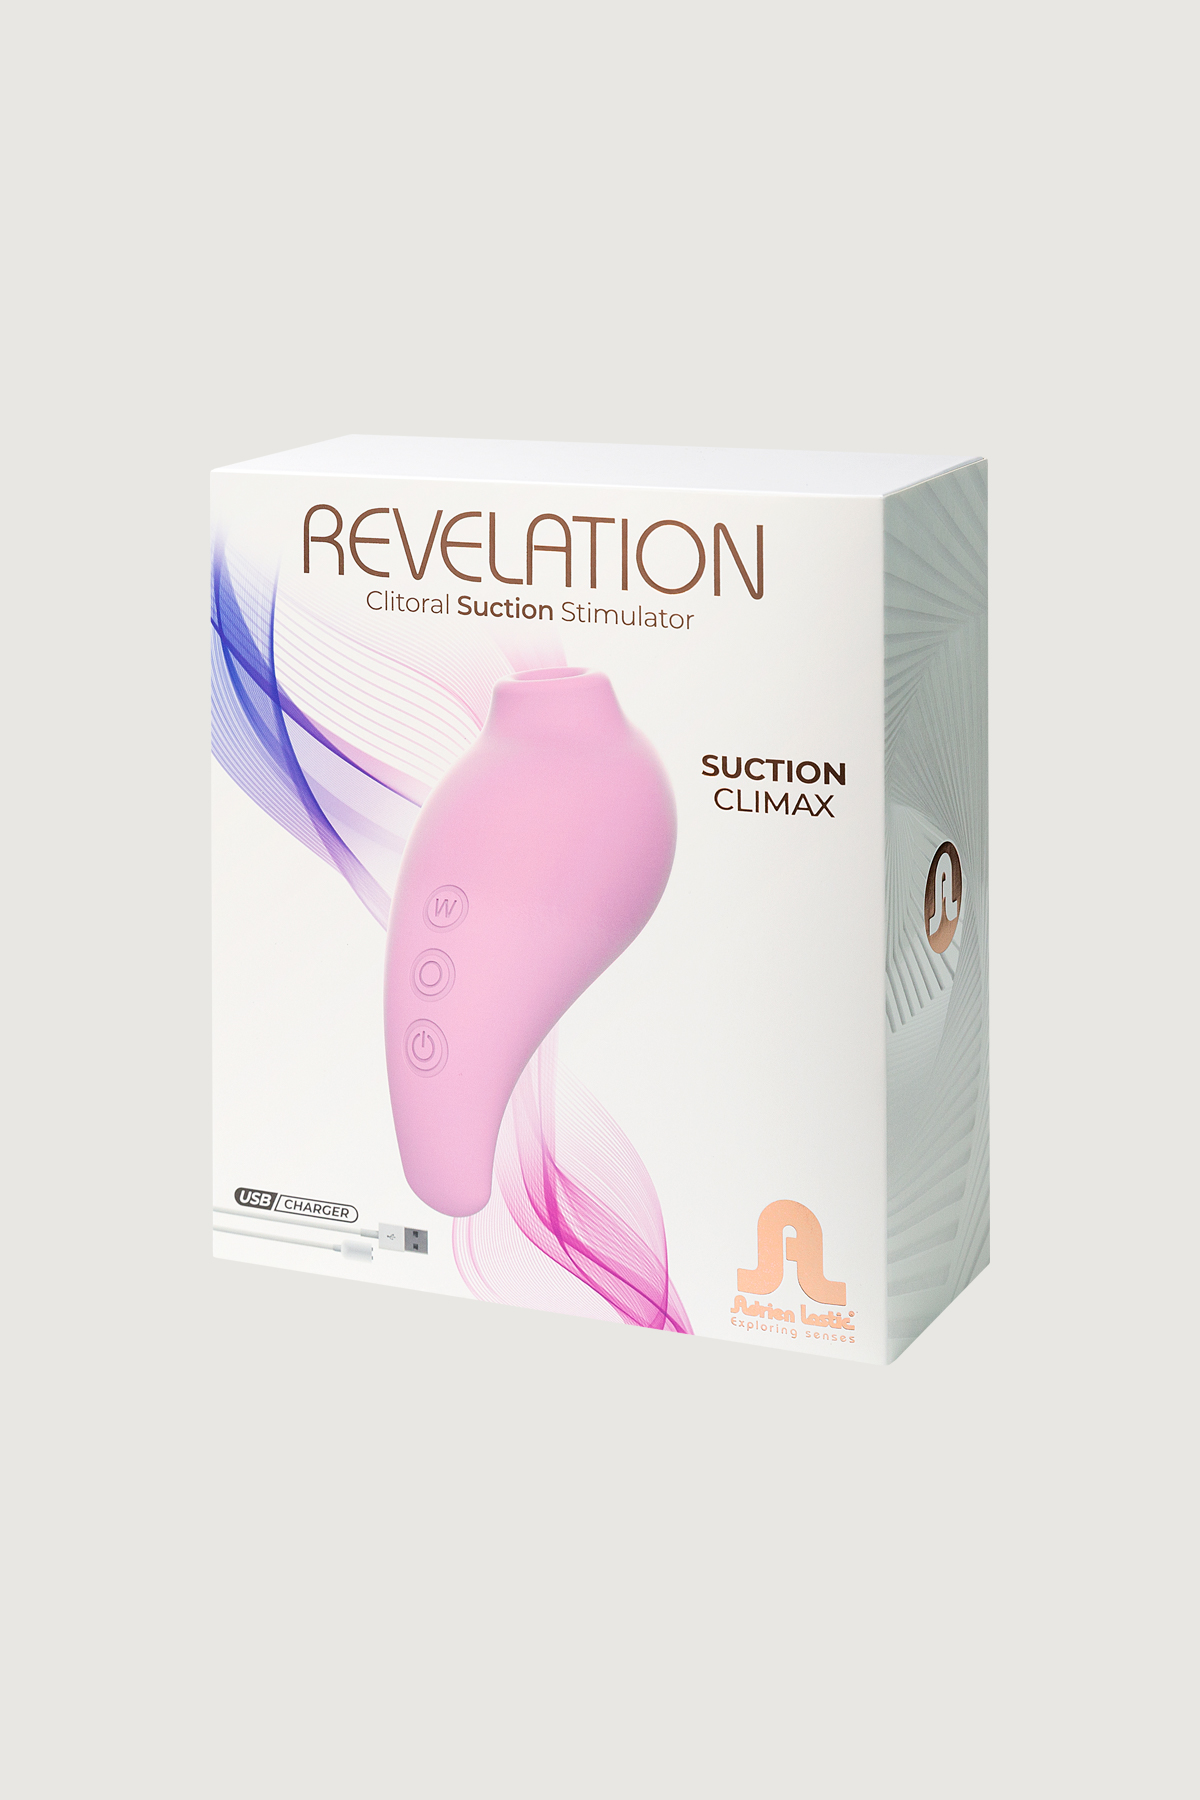 REVELATION
Clitoral Suction Stimulator
SUCTION
CLIMAX
W
USB CHARGER
Adrien Lastic
Exploring senses